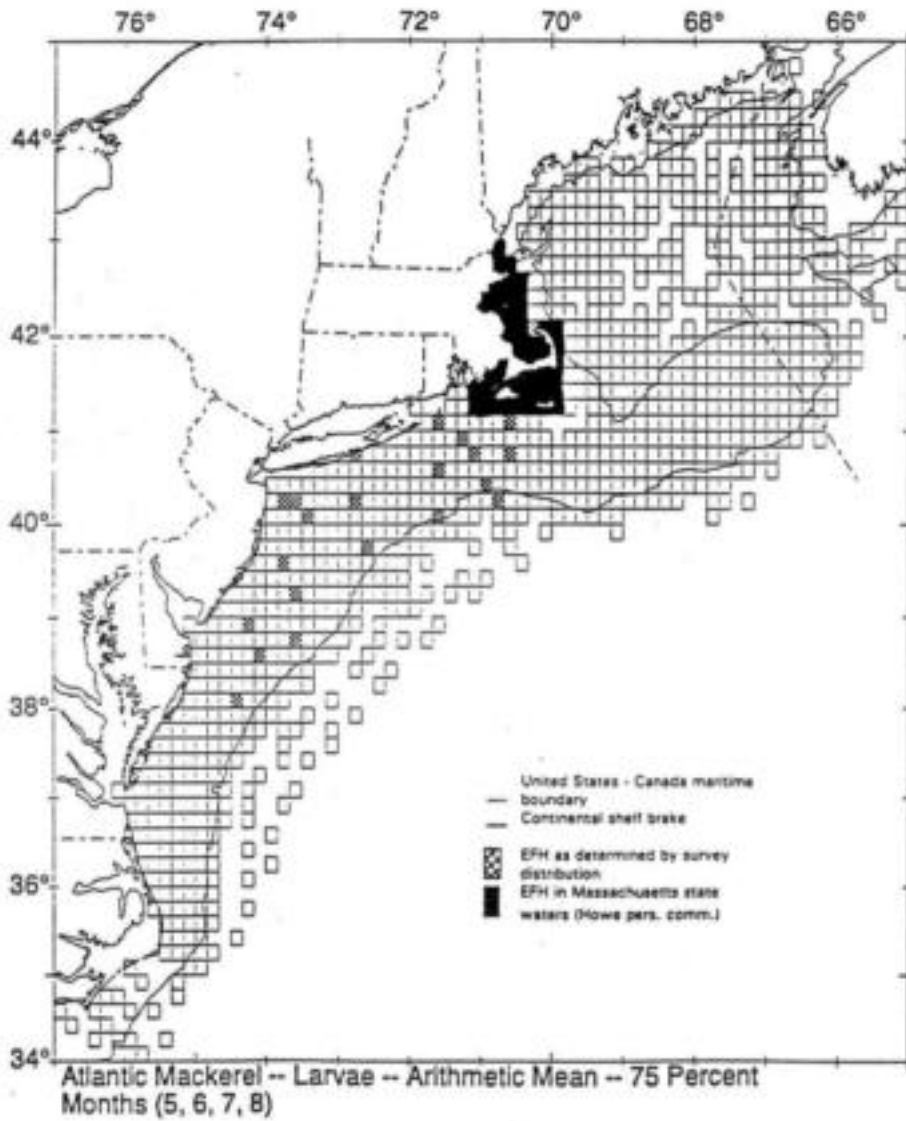 76° 74° 72° 70° 68° 66°
44°
42°
40°
38°
36°
34°
United States - Canada maritime
boundary
Continental shelf brake
EFH as determined by survey
distribution
EFH in Massachusetts state
waters (Howe pers. comm.)
Atlantic Mackerel -- Larvae -- Arithmetic Mean -- 75 Percent
Months (5, 6, 7, 8)